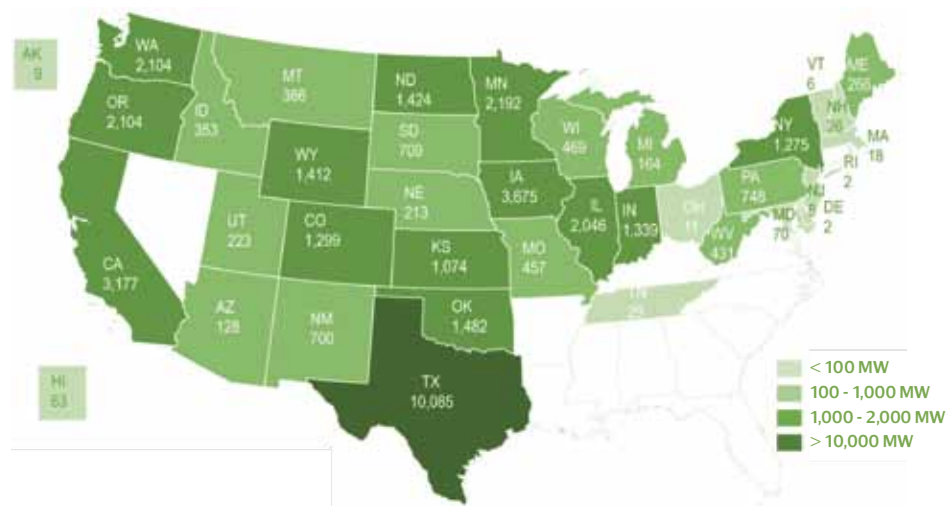 AK
9
WA
2,104
OR
2,104
CA
3,177
ID
353
MT
386
WY
1,412
UT
223
CO
1,299
AZ
128
NM
700
ND
1,424
SD
709
NE
213
KS
1,074
OK
1,482
TX
10,085
MN
2,192
IA
3,675
MO
457
WI
469
IL
2,046
MI
164
IN
1,339
OH
11
WV
431
TN
29
PA
748
NY
1,275
VT
6
NH
26
ME
266
MA
18
RI
2
NJ
8
DE
2
MD
70
HI
63
< 100 MW
100 - 1,000 MW
1,000 - 2,000 MW
> 10,000 MW